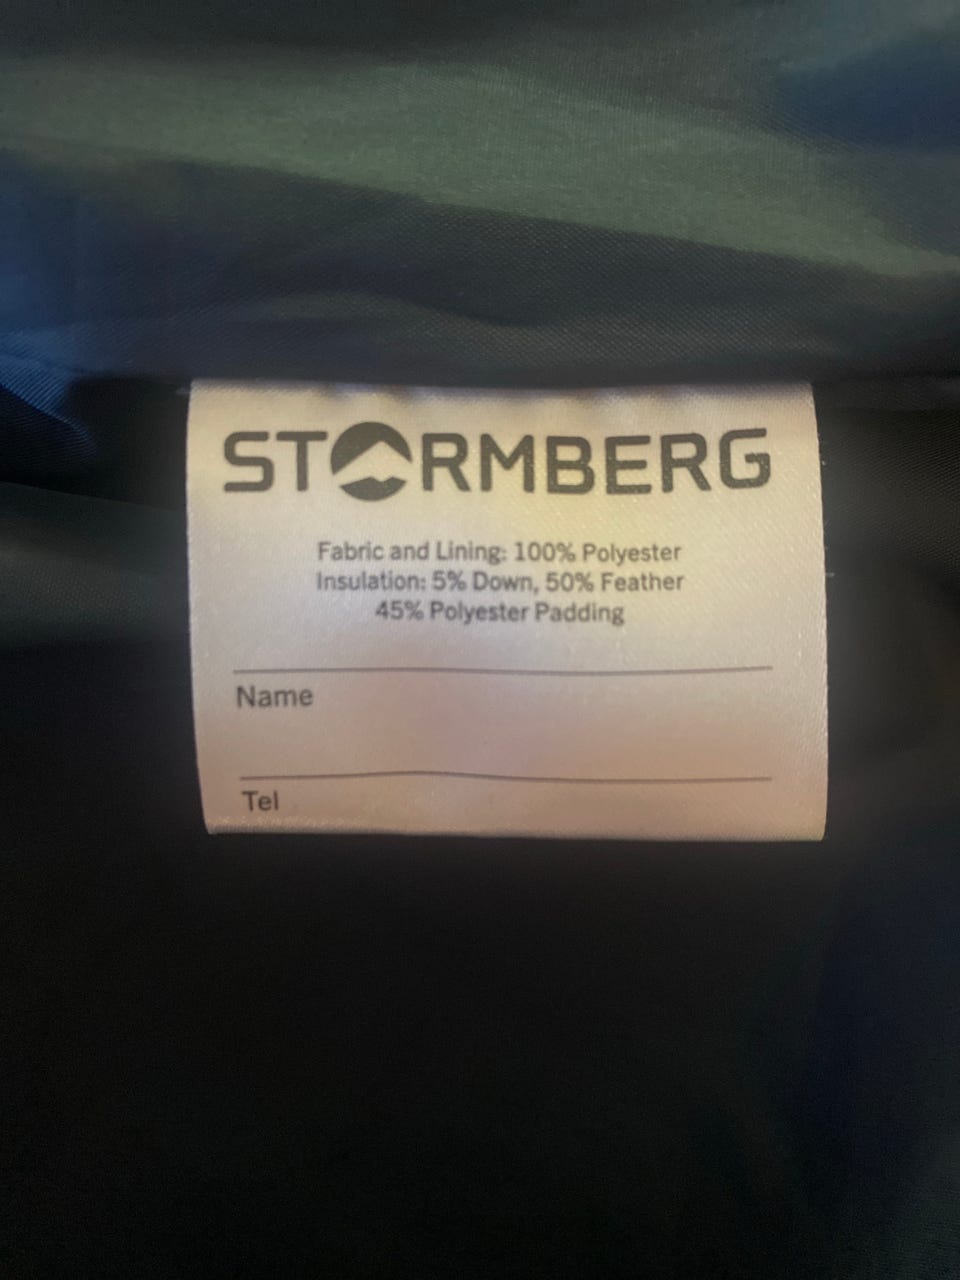 STORMBERG
Fabric and Lining: 100% Polyester
Insulation: 5% Down, 50% Feather
45% Polyester Padding
Name
Tel